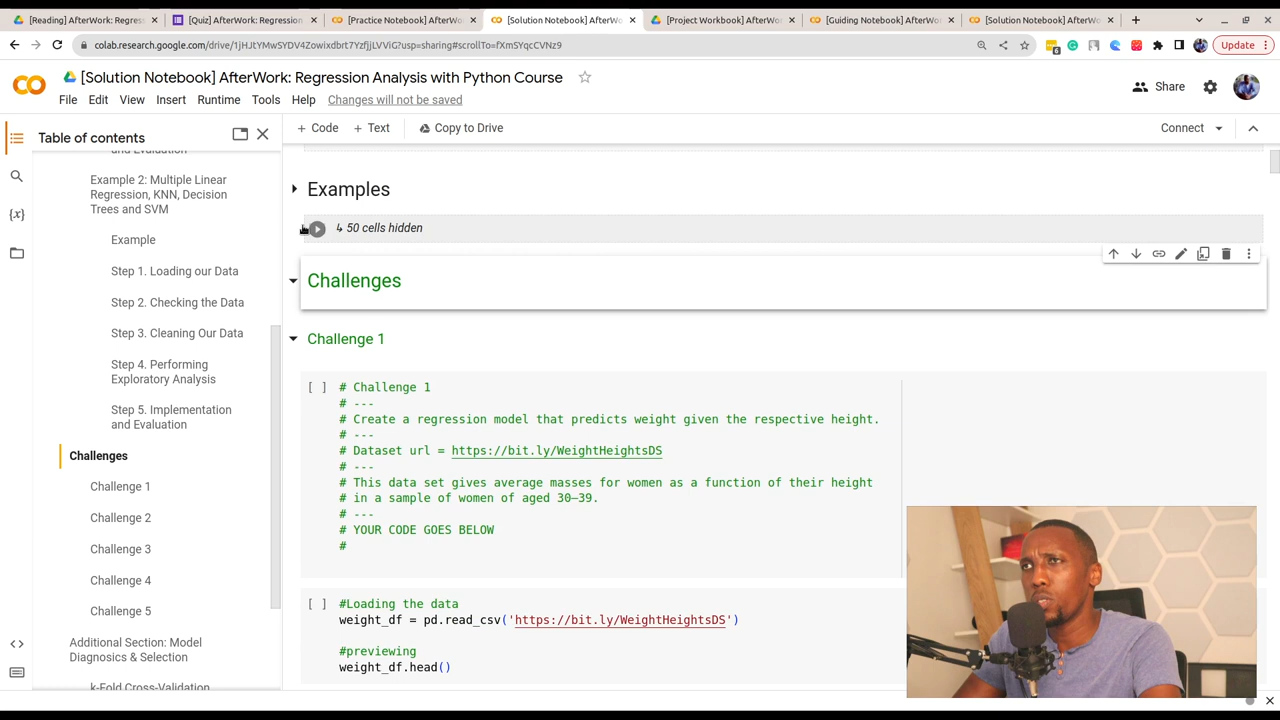 [Reading] AfterWork: Regress
[Quiz] AfterWork: Regression
[Practice Notebook] AfterWo
[Solution Notebook] AfterWo
[Project Workbook] AfterWor
[Guiding Notebook] AfterWor
[Solution Notebook] AfterWo
colab.research.google.com/drive/1jHJtYMwSYDV4Zowixdbrt7YzfjjLVViG?usp=sharing#scrollTo=fXmSYqcCVNz9
6
Update
[Solution Notebook] AfterWork: Regression Analysis with Python Course
File Edit View Insert Runtime Tools Help Changes will not be saved
Share
Table of contents
+ Code + Text Copy to Drive
Connect
and Evaluation
Example 2: Multiple Linear
Regression, KNN, Decision
Trees and SVM
Example
Step 1. Loading our Data
Step 2. Checking the Data
Step 3. Cleaning Our Data
Step 4. Performing
Exploratory Analysis
Step 5. Implementation
and Evaluation
Challenges
Challenge 1
Challenge 2
Challenge 3
Challenge 4
Challenge 5
Additional Section: Model
Diagnostics & Selection
k-Fold Cross-Validation
{x}
<>
Examples
↳ 50 cells hidden
Challenges
Challenge 1
[ ] # Challenge 1
# ---
# Create a regression model that predicts weight given the respective height.
# ---
# Dataset url = https://bit.ly/WeightHeightsDS
# ---
# This data set gives average masses for women as a function of their height
# in a sample of women of aged 30–39.
# ---
# YOUR CODE GOES BELOW
#
[ ] #Loading the data
weight_df = pd.read_csv('https://bit.ly/WeightHeightsDS')
#previewing
weight_df.head()